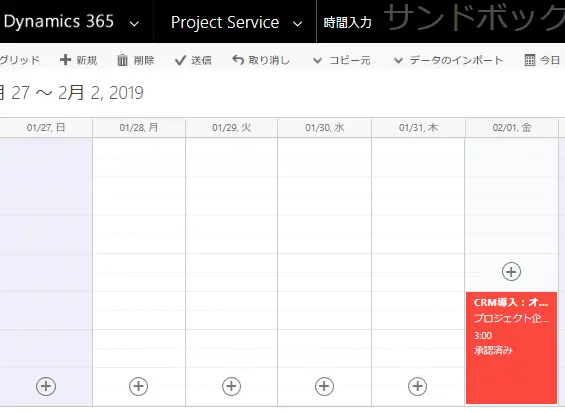 Dynamics 365 Project Service 時間入力 サンドボック
グリッド 新規 削除 送信 取り消し コピー元 データのインポート 今日
月 27 ～ 2月 2, 2019
01/27, 日 01/28, 月 01/29, 火 01/30, 水 01/31, 木 02/01, 金
CRM導入：オ...
プロジェクト企...
3:00
承認済み